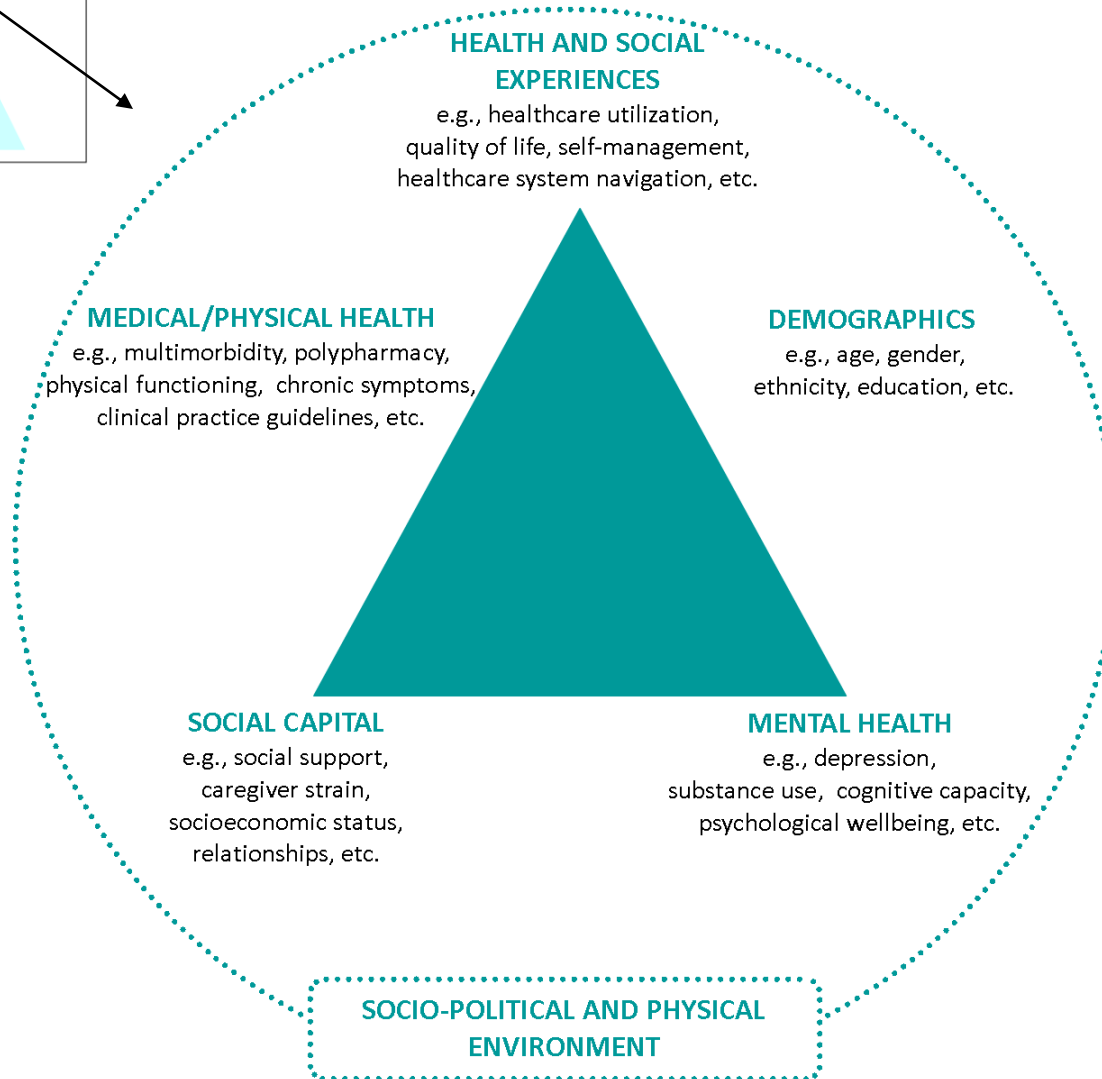 HEALTH AND SOCIAL
EXPERIENCES
e.g., healthcare utilization,
quality of life, self-management,
healthcare system navigation, etc.
MEDICAL/PHYSICAL HEALTH
e.g., multimorbidity, polypharmacy,
physical functioning, chronic symptoms,
clinical practice guidelines, etc.
DEMOGRAPHICS
e.g., age, gender,
ethnicity, education, etc.
SOCIAL CAPITAL
e.g., social support,
caregiver strain,
socioeconomic status,
relationships, etc.
MENTAL HEALTH
e.g., depression,
substance use, cognitive capacity,
psychological wellbeing, etc.
SOCIO-POLITICAL AND PHYSICAL
ENVIRONMENT